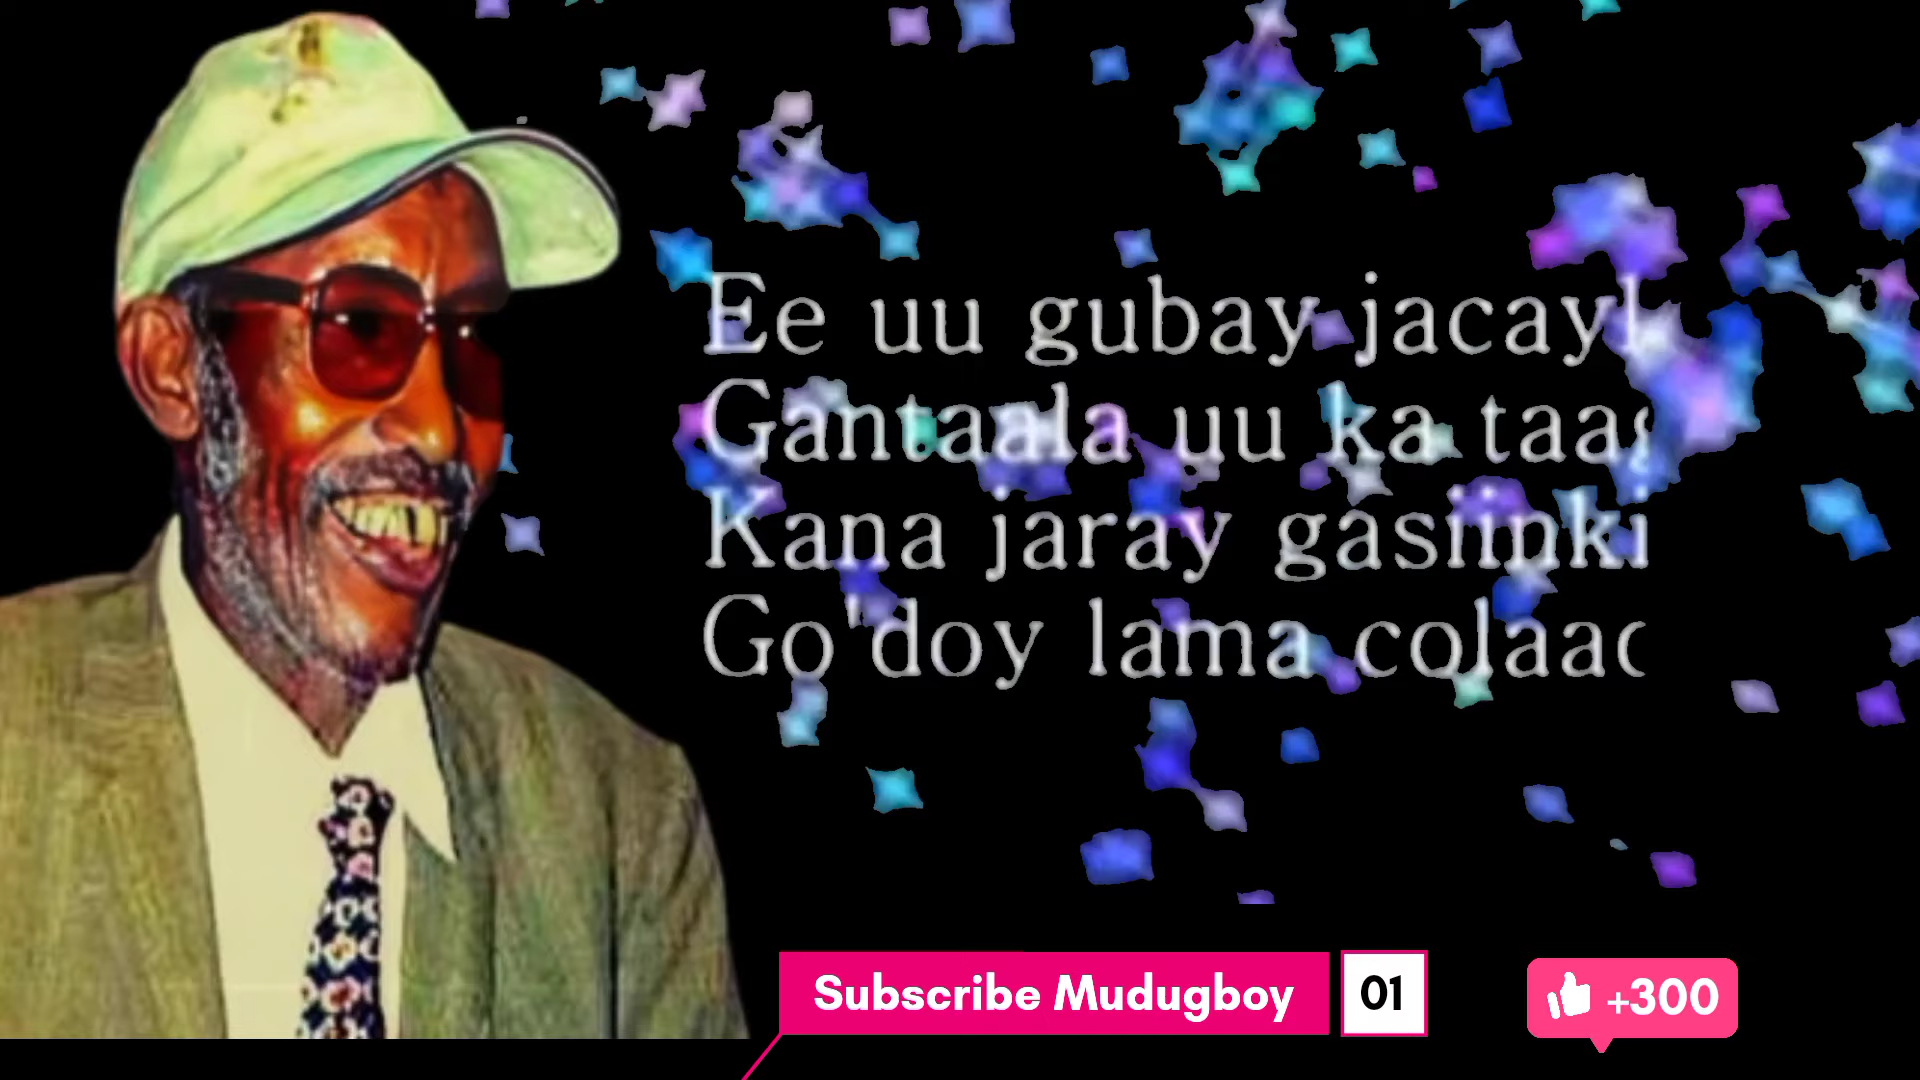 Ee uu gubay jacayl
Gantaala uu ka taag
Kana jaray gasiinki
Go'doy lama colaad
Subscribe Mudugboy 01
+300